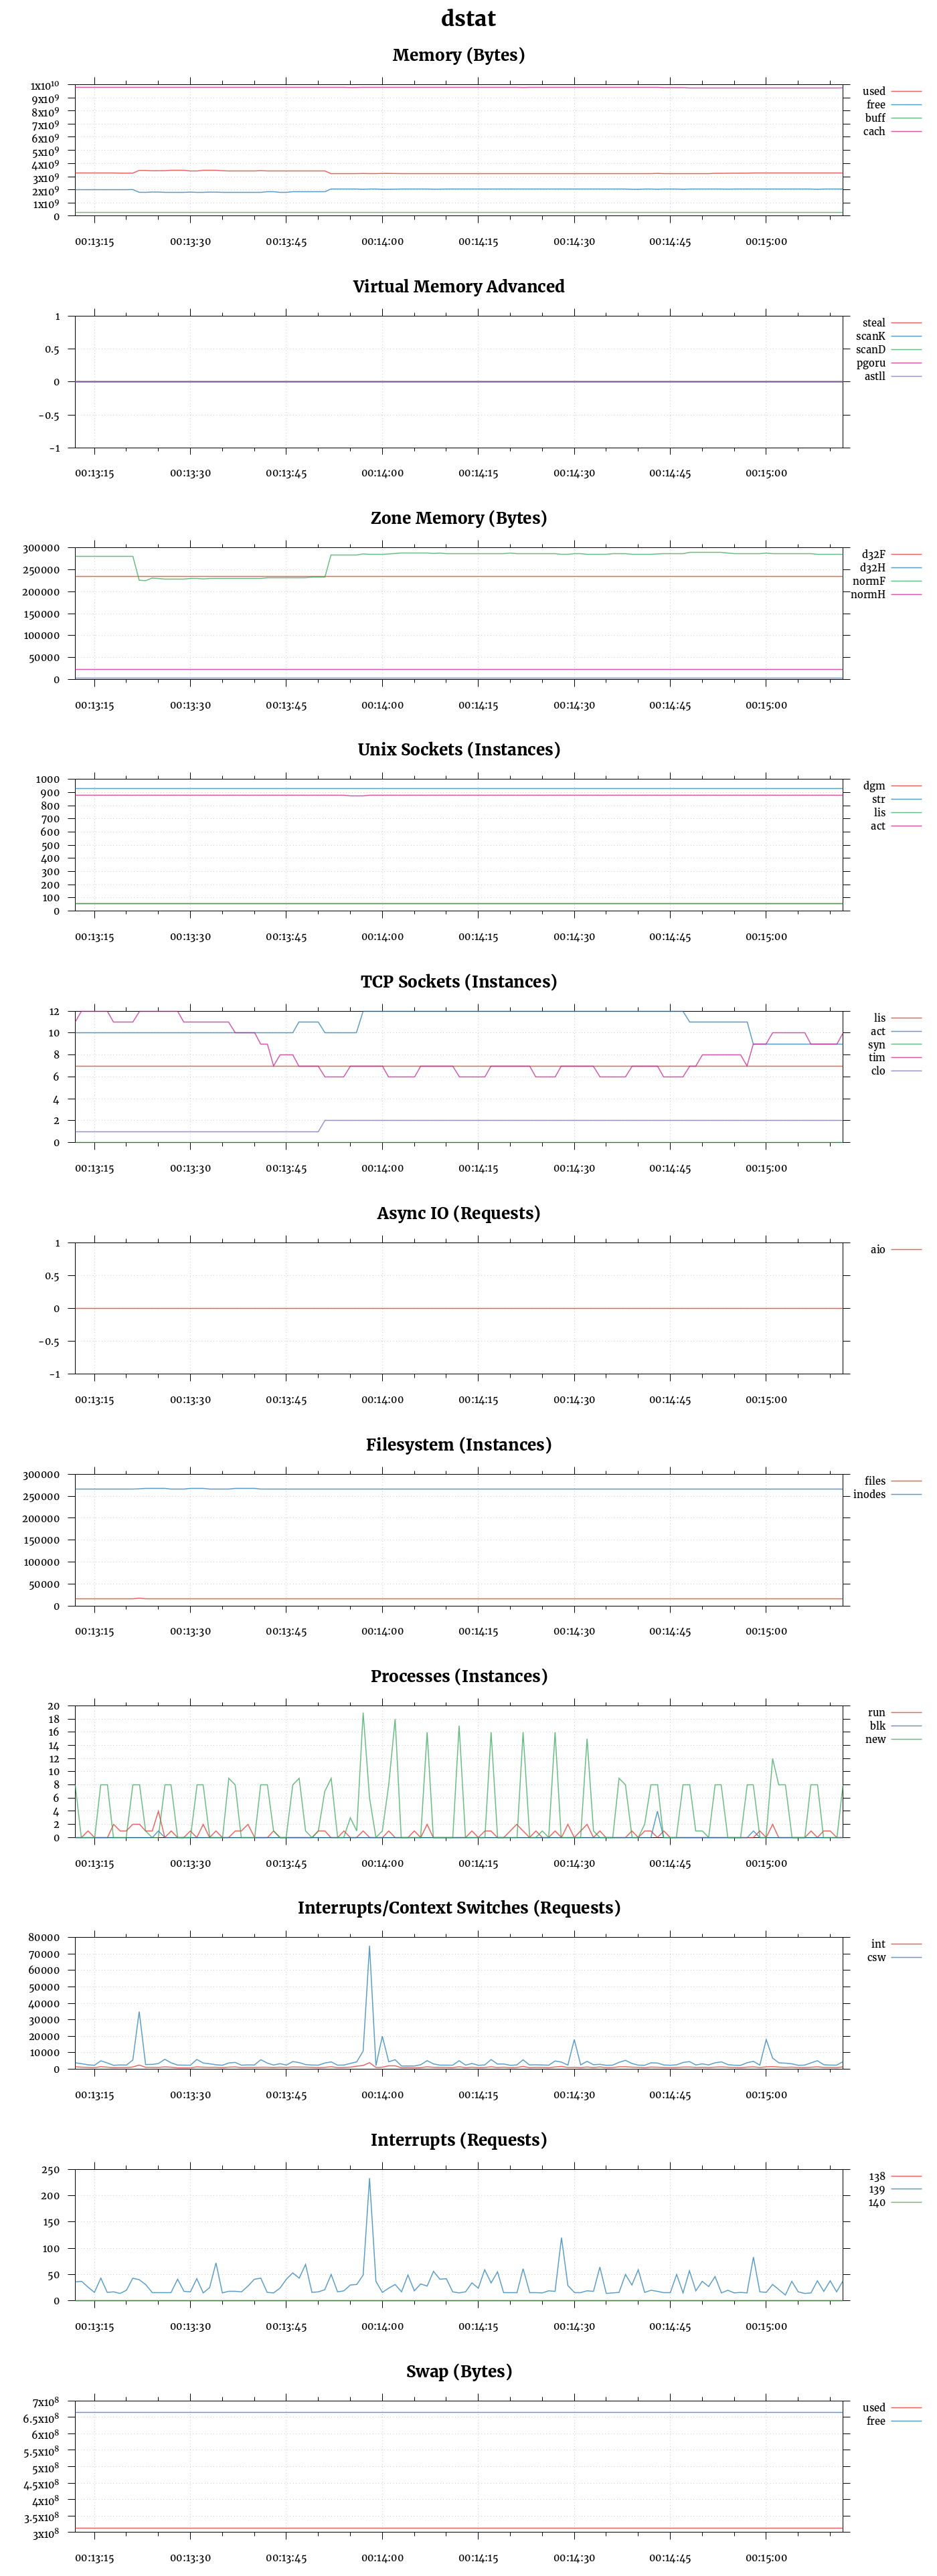 dstat
Memory (Bytes)
1x10¹⁰
9x10⁹
8x10⁹
7x10⁹
6x10⁹
5x10⁹
4x10⁹
3x10⁹
2x10⁹
1x10⁹
0
used
free
buff
cach
00:13:15 00:13:30 00:13:45 00:14:00 00:14:15 00:14:30 00:14:45 00:15:00
Virtual Memory Advanced
1
0.5
0
-0.5
-1
steal
scanK
scanD
pgoru
astll
00:13:15 00:13:30 00:13:45 00:14:00 00:14:15 00:14:30 00:14:45 00:15:00
Zone Memory (Bytes)
300000
250000
200000
150000
100000
50000
0
d32F
d32H
normF
normH
00:13:15 00:13:30 00:13:45 00:14:00 00:14:15 00:14:30 00:14:45 00:15:00
Unix Sockets (Instances)
1000
900
800
700
600
500
400
300
200
100
0
dgm
str
lis
act
00:13:15 00:13:30 00:13:45 00:14:00 00:14:15 00:14:30 00:14:45 00:15:00
TCP Sockets (Instances)
12
10
8
6
4
2
0
lis
act
syn
tim
clo
00:13:15 00:13:30 00:13:45 00:14:00 00:14:15 00:14:30 00:14:45 00:15:00
Async IO (Requests)
1
0.5
0
-0.5
-1
aio
00:13:15 00:13:30 00:13:45 00:14:00 00:14:15 00:14:30 00:14:45 00:15:00
Filesystem (Instances)
300000
250000
200000
150000
100000
50000
0
files
inodes
00:13:15 00:13:30 00:13:45 00:14:00 00:14:15 00:14:30 00:14:45 00:15:00
Processes (Instances)
20
18
16
14
12
10
8
6
4
2
0
run
blk
new
00:13:15 00:13:30 00:13:45 00:14:00 00:14:15 00:14:30 00:14:45 00:15:00
Interrupts/Context Switches (Requests)
80000
70000
60000
50000
40000
30000
20000
10000
0
int
csw
00:13:15 00:13:30 00:13:45 00:14:00 00:14:15 00:14:30 00:14:45 00:15:00
Interrupts (Requests)
250
200
150
100
50
0
138
139
140
00:13:15 00:13:30 00:13:45 00:14:00 00:14:15 00:14:30 00:14:45 00:15:00
Swap (Bytes)
7x10⁸
6.5x10⁸
6x10⁸
5.5x10⁸
5x10⁸
4.5x10⁸
4x10⁸
3.5x10⁸
3x10⁸
used
free
00:13:15 00:13:30 00:13:45 00:14:00 00:14:15 00:14:30 00:14:45 00:15:00